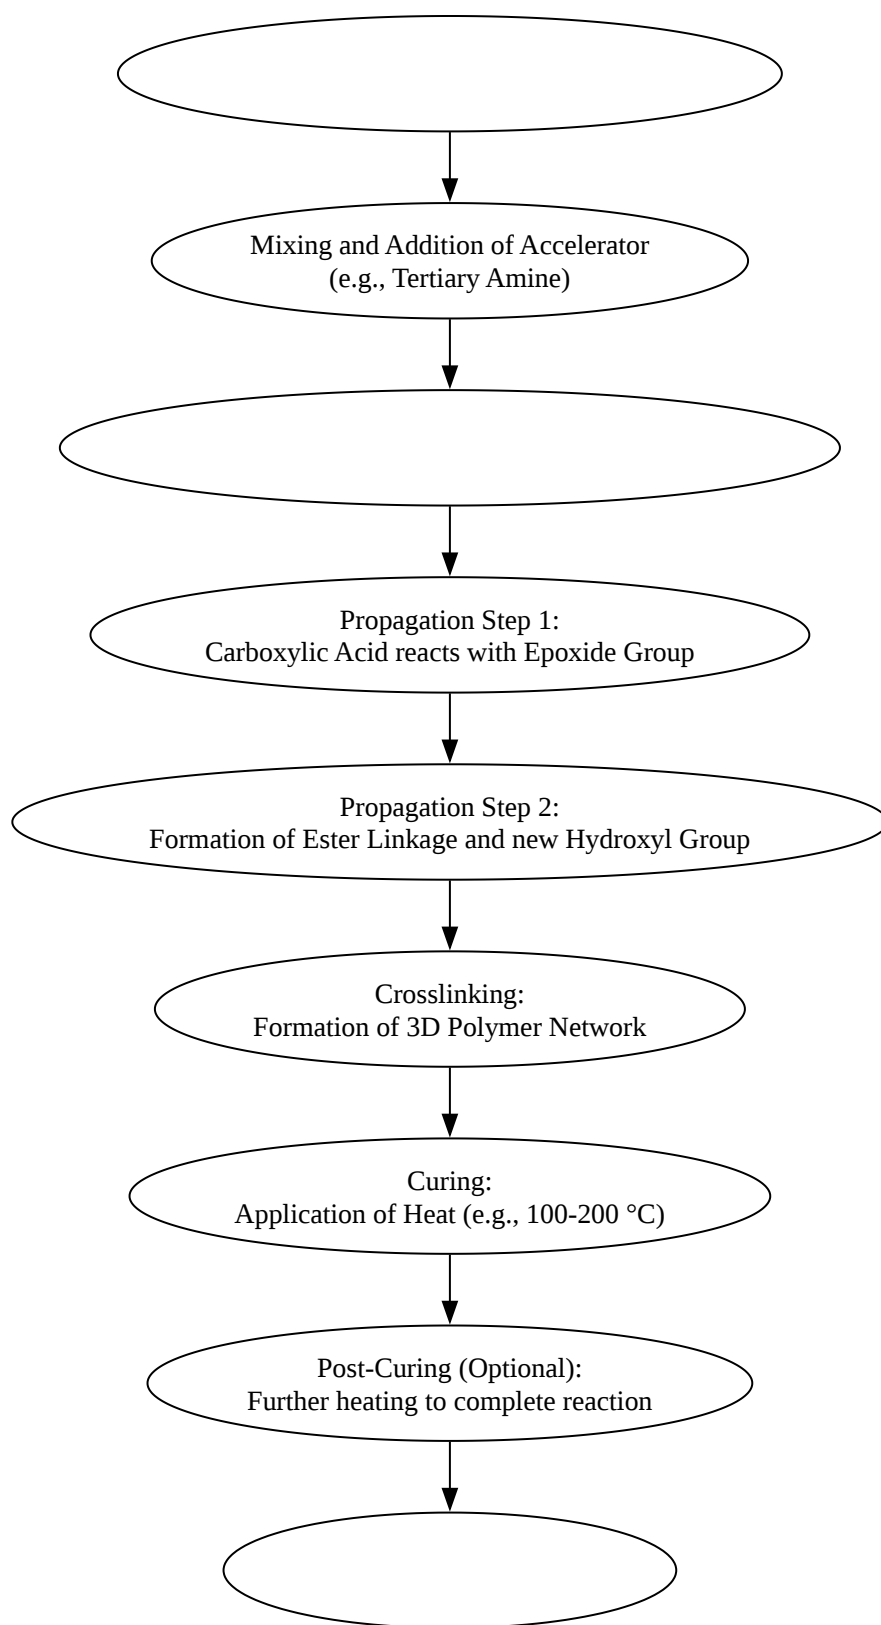 Mixing and Addition of Accelerator
(e.g., Tertiary Amine)
Propagation Step 1:
Carboxylic Acid reacts with Epoxide Group
Propagation Step 2:
Formation of Ester Linkage and new Hydroxyl Group
Crosslinking:
Formation of 3D Polymer Network
Curing:
Application of Heat (e.g., 100-200 °C)
Post-Curing (Optional):
Further heating to complete reaction